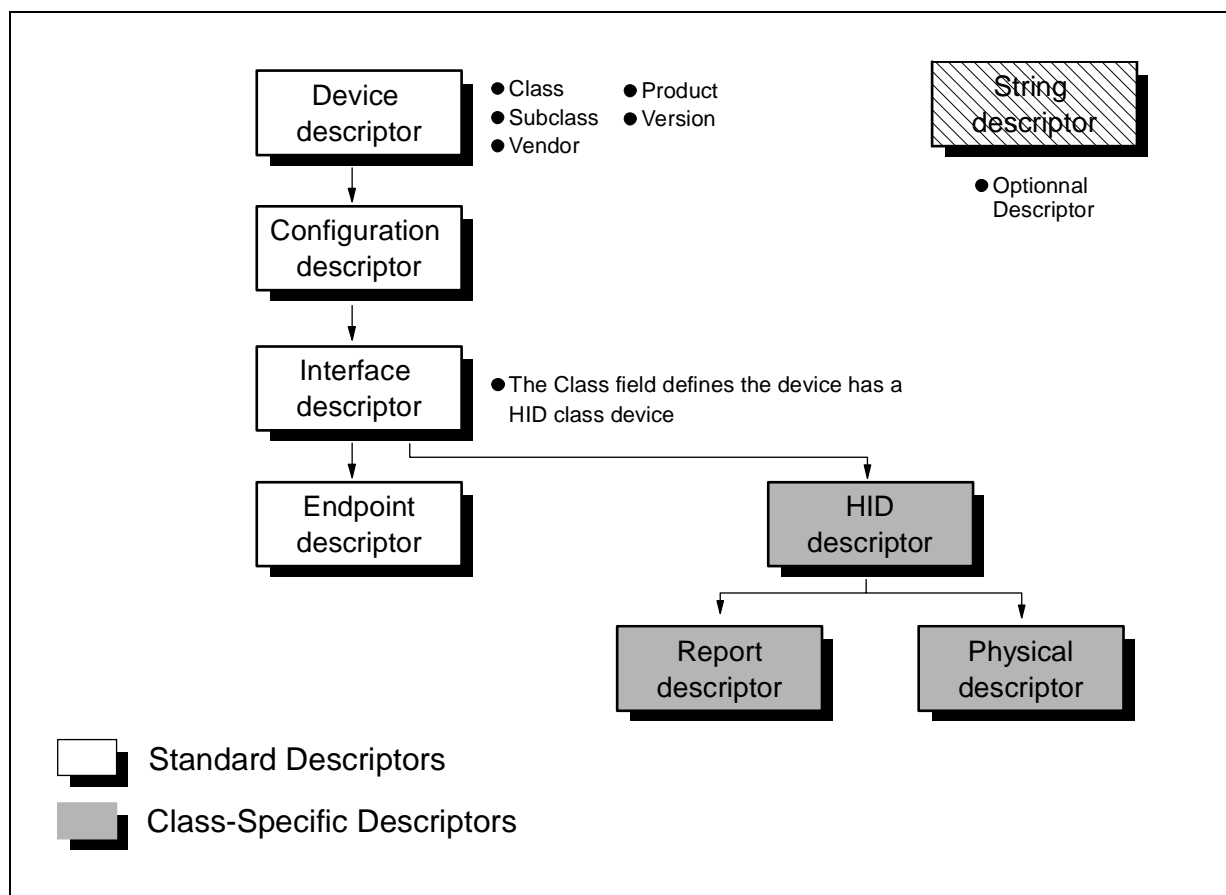 Device
descriptor
● Class
● Subclass
● Vendor
● Product
● Version
String
descriptor
● Optionnal
Descriptor
Configuration
descriptor
Interface
descriptor
● The Class field defines the device has a
HID class device
Endpoint
descriptor
HID
descriptor
Report
descriptor
Physical
descriptor
Standard Descriptors
Class-Specific Descriptors